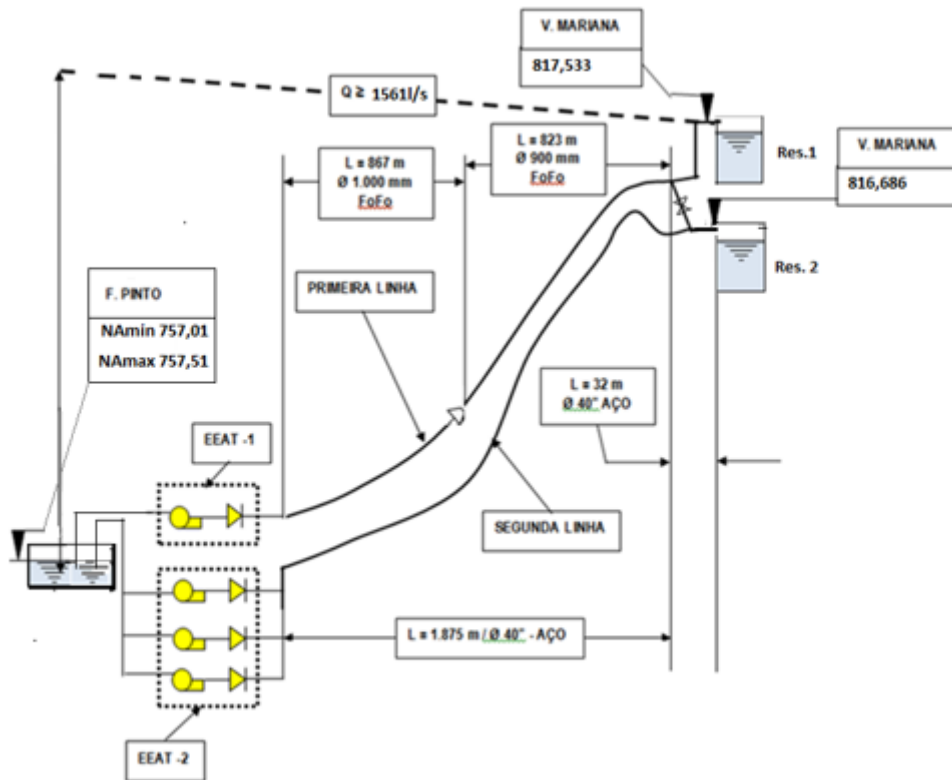 V. MARIANA
817,533
Q ≥ 1561l/s
L = 867 m
Ø 1.000 mm
FoFo
L = 823 m
Ø 900 mm
FoFo
Res.1
V. MARIANA
816,686
Res. 2
F. PINTO
NAmin 757,01
NAmax 757,51
PRIMEIRA LINHA
L = 32 m
Ø 40" AÇO
EEAT -1
SEGUNDA LINHA
L = 1.875 m / Ø 40" - AÇO
EEAT -2